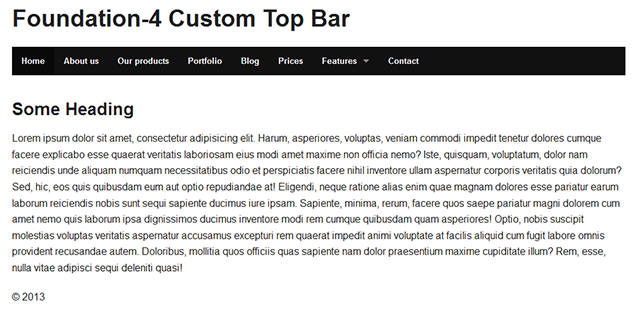 Foundation-4 Custom Top Bar
Home About us Our products Portfolio Blog Prices Features Contact
Some Heading
Lorem ipsum dolor sit amet, consectetur adipisicing elit. Harum, asperiores, voluptas, veniam commodi impedit tenetur dolores cumque
facere explicabo esse quaerat veritatis laboriosam eius modi amet maxime non officia nemo? Iste, quisquam, voluptatum, dolor nam
reiciendis unde aliquam numquam necessitatibus odio et perspiciatis facere nihil inventore ullam aspernatur corporis veritatis quia dolorum?
Sed, hic, eos quis quibusdam eum aut optio repudiandae at! Eligendi, neque ratione alias enim quae magnam dolores esse pariatur earum
laborum reiciendis nobis sunt sequi sapiente ducimus iure ipsam. Sapiente, minima, rerum, facere quos saepe pariatur magni dolorem cum
amet nemo quis laborum ipsa dignissimos ducimus inventore modi rem cumque quibusdam quam asperiores! Optio, nobis suscipit
molestias voluptas veritatis aspernatur accusamus excepturi rem quaerat impedit animi voluptate at facilis aliquid cum fugit labore omnis
provident recusandae autem. Doloribus, mollitia quos officiis quas sapiente nam dolor praesentium maxime cupiditate illum? Rem, esse,
nulla vitae adipisci sequi deleniti quasi!
© 2013